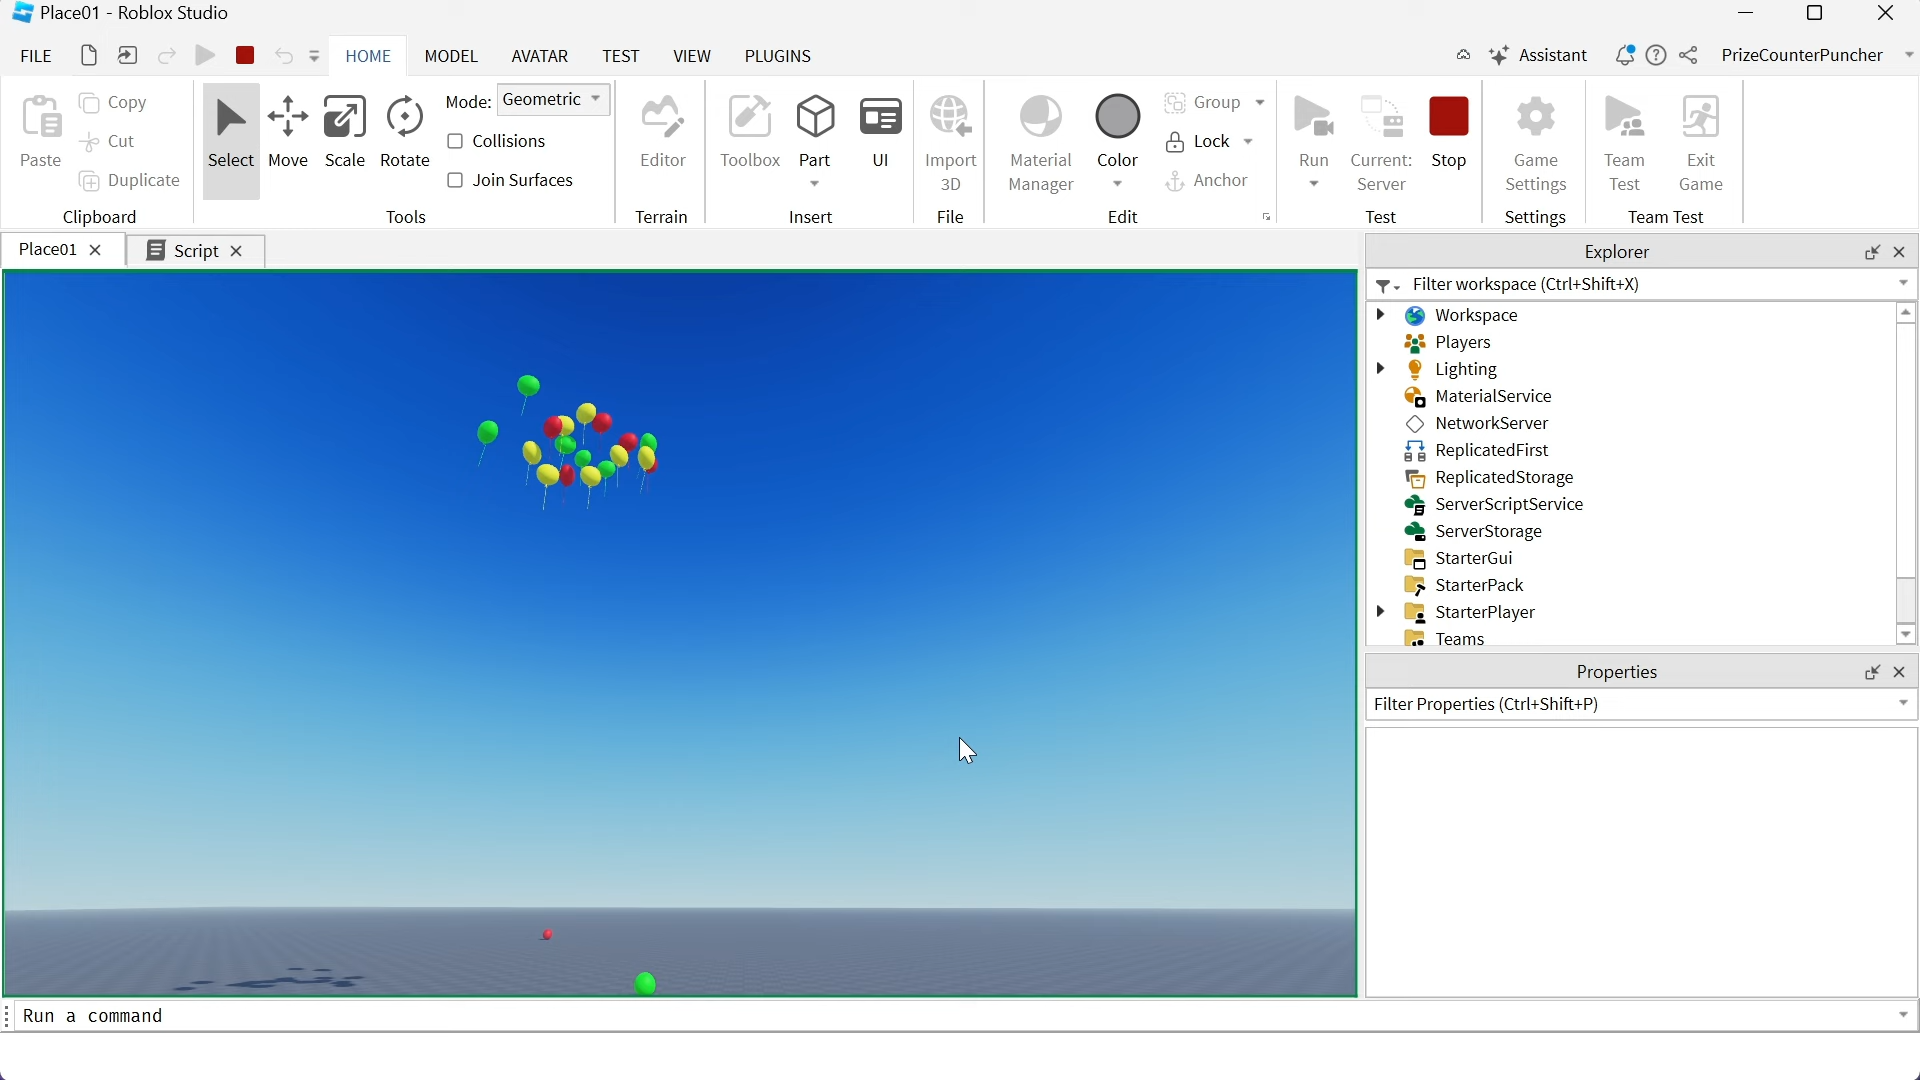 Place01 - Roblox Studio
FILE HOME MODEL AVATAR TEST VIEW PLUGINS Assistant PrizeCounterPuncher
Paste Copy Cut Duplicate
Clipboard
Select Move Scale Rotate
Mode: Geometric
Collisions
Join Surfaces
Tools
Editor
Terrain
Toolbox Part UI
Insert
Import
3D
File
Material
Manager
Color
Group
Lock
Anchor
Edit
Run
Current:
Server
Stop
Test
Game
Settings
Settings
Team
Test
Exit
Game
Team Test
Place01 Script
Explorer
Filter workspace (Ctrl+Shift+X)
Workspace
Players
Lighting
MaterialService
NetworkServer
ReplicatedFirst
ReplicatedStorage
ServerScriptService
ServerStorage
StarterGui
StarterPack
StarterPlayer
Teams
Properties
Filter Properties (Ctrl+Shift+P)
Run a command